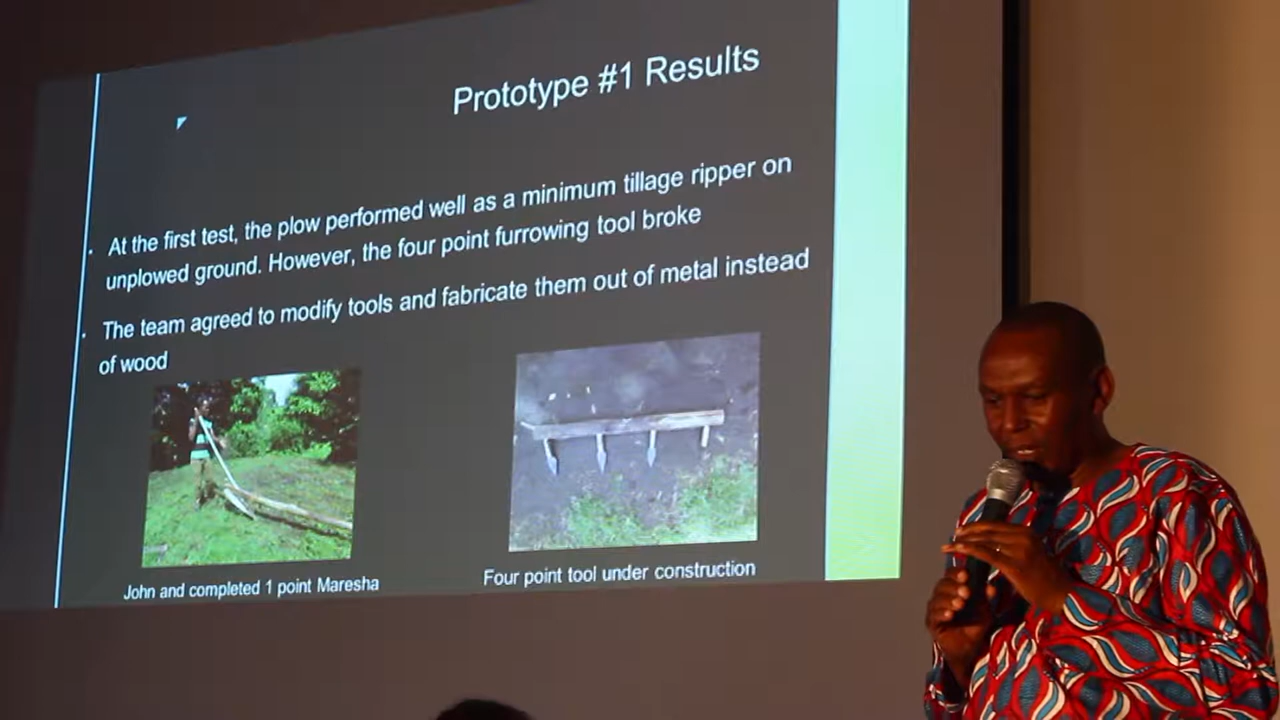 Prototype #1 Results
At the first test, the plow performed well as a minimum tillage ripper on
unplowed ground. However, the four point furrowing tool broke
The team agreed to modify tools and fabricate them out of metal instead
of wood
John and completed 1 point Maresha
Four point tool under construction